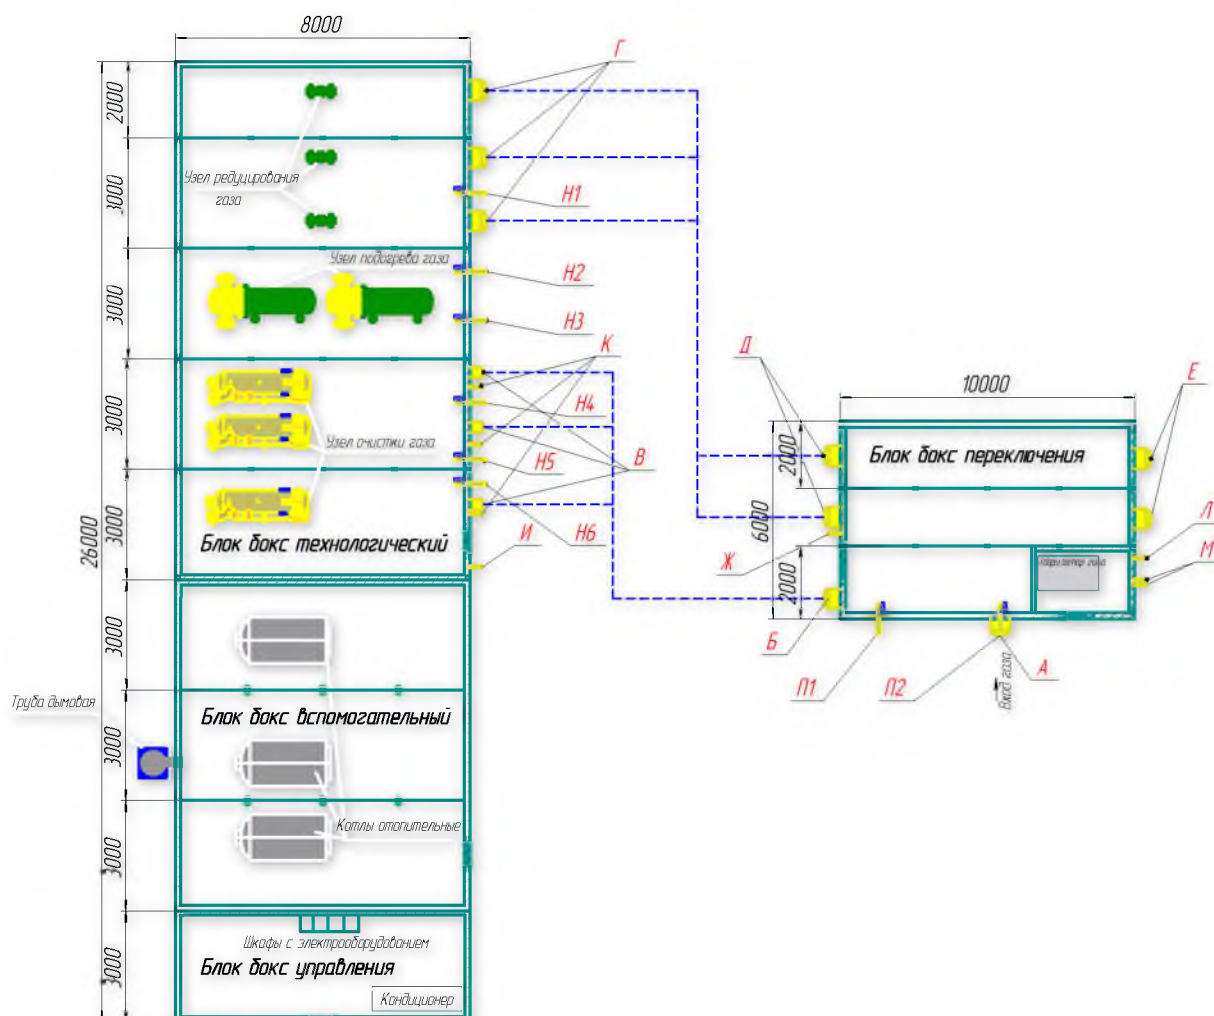 8000
Г
2000
3000
Узел редуцирования
газа
Н1
Узел подогрева газа
Н2
3000
Н3
К
Д
Е
10000
3000
Н4
Узел очистки газа
В
Н5
2000
Блок бокс переключения
6000
26000
3000
Блок бокс технологический
И
Н6
Ж
Л
М
2000
3000
Б
П1
П2
А
Вход газа
Труба дымовая
Блок бокс вспомогательный
3000
Котлы отопительные
3000
Шкафы с электрооборудованием
Блок бокс управления
3000
Кондиционер